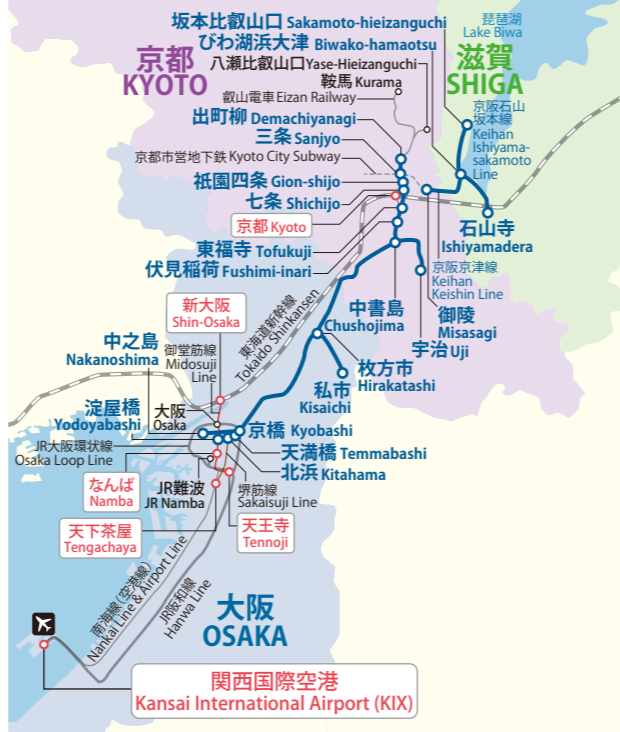 坂本比叡山口 Sakamoto-hieizanguchi
琵琶湖
Lake Biwa
びわ湖浜大津 Biwako-hamaotsu
京都
KYOTO
滋賀
SHIGA
八瀬比叡山口 Yase-Hieizanguchi
鞍馬 Kurama
叡山電車 Eizan Railway
京阪石山
坂本線
Keihan
Ishiyama-
sakamoto
Line
出町柳 Demachiyanagi
三条 Sanjyo
京都市営地下鉄 Kyoto City Subway
祇園四条 Gion-shijo
七条 Shichijo
京都 Kyoto
石山寺
Ishiyamadera
東福寺 Tofukuji
伏見稲荷 Fushimi-inari
京阪京津線
Keihan
Keishin Line
新大阪
Shin-Osaka
東海道新幹線
Tokaido Shinkansen
中書島
Chushojima
御陵
Misasagi
宇治 Uji
中之島
Nakanoshima
御堂筋線
Midosuji
Line
枚方市
Hirakatashi
私市
Kisaichi
淀屋橋
Yodoyabashi
大阪
Osaka
京橋 Kyobashi
JR大阪環状線
Osaka Loop Line
天満橋 Temmabashi
北浜 Kitahama
なんば
Namba
JR難波
JR Namba
堺筋線
Sakaisuji Line
天下茶屋
Tengachaya
天王寺
Tennoji
南海線（空港線）
Nankai Line & Airport Line
JR阪和線
Hanwa Line
大阪
OSAKA
関西国際空港
Kansai International Airport (KIX)